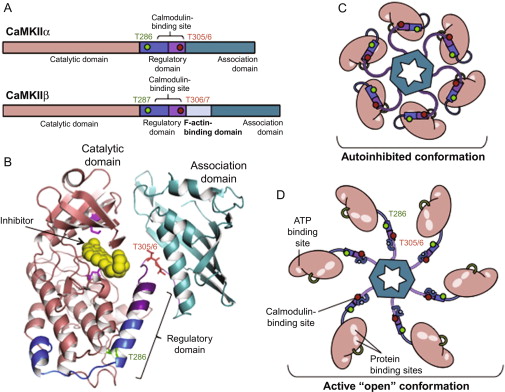 A
CaMKIIα
Calmodulin-
binding site
T286
T305/6
Catalytic domain
Regulatory
domain
Association
domain
CaMKIIβ
Calmodulin-
binding site
T287
T306/7
Catalytic domain
Regulatory
domain
F-actin-
binding domain
Association
domain
B
Catalytic
domain
Association
domain
Inhibitor
T305/6
T286
Regulatory
domain
C
Autoinhibited conformation
D
ATP
binding site
T286
T305/6
Calmodulin-
binding site
Protein
binding sites
Active "open" conformation